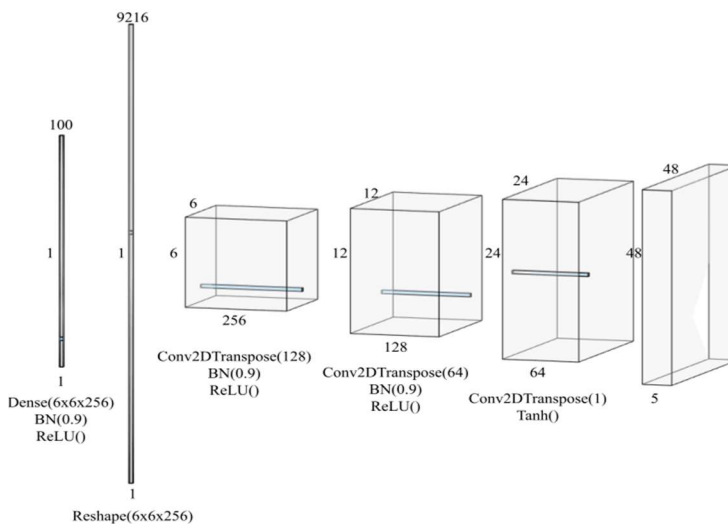 9216
100
1
1
1
Dense(6x6x256)
BN(0.9)
ReLU()
1
Reshape(6x6x256)
6
6
256
Conv2DTranspose(128)
BN(0.9)
ReLU()
12
12
128
Conv2DTranspose(64)
BN(0.9)
ReLU()
24
24
64
Conv2DTranspose(1)
Tanh()
48
48
5